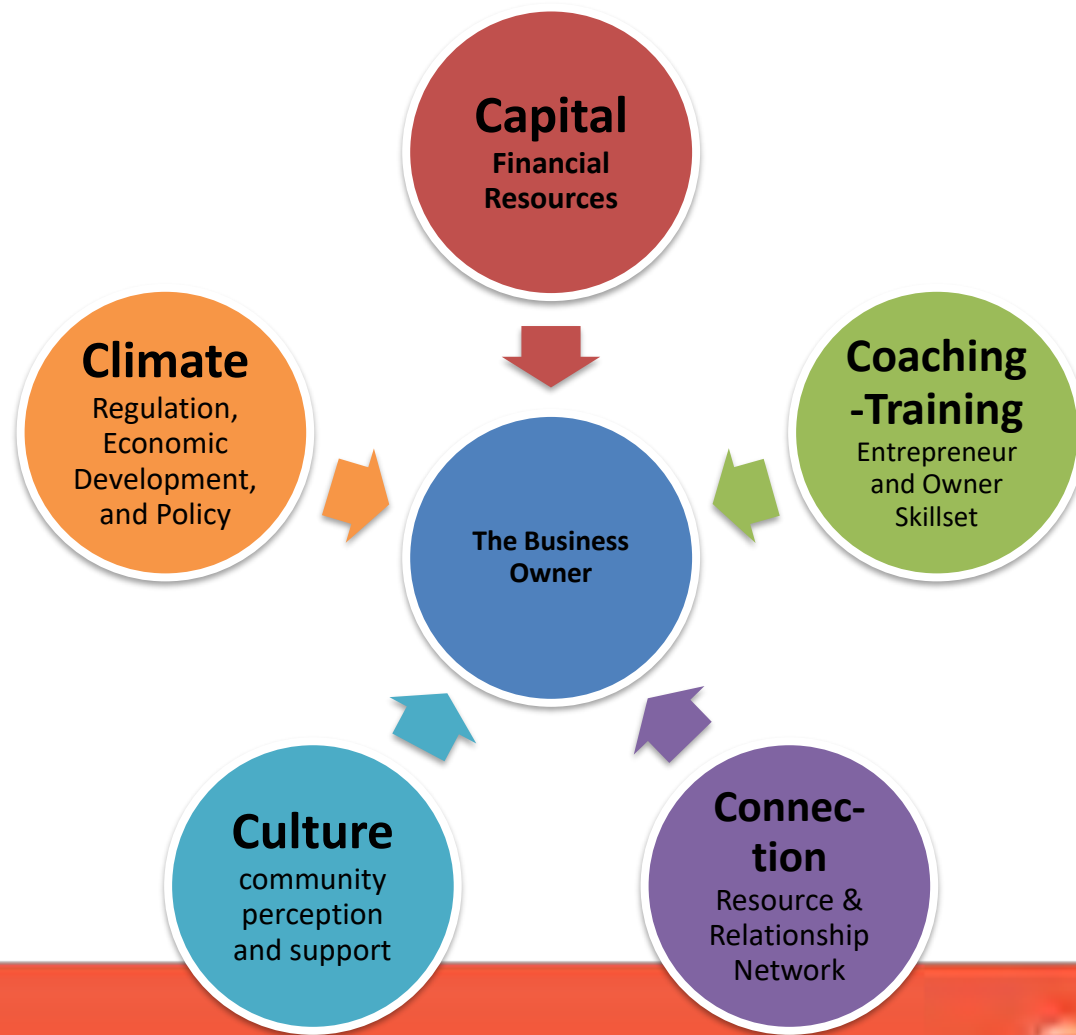 Capital
Financial
Resources
Climate
Regulation,
Economic
Development,
and Policy
Coaching
-Training
Entrepreneur
and Owner
Skillset
The Business
Owner
Culture
community
perception
and support
Connec-
tion
Resource &
Relationship
Network